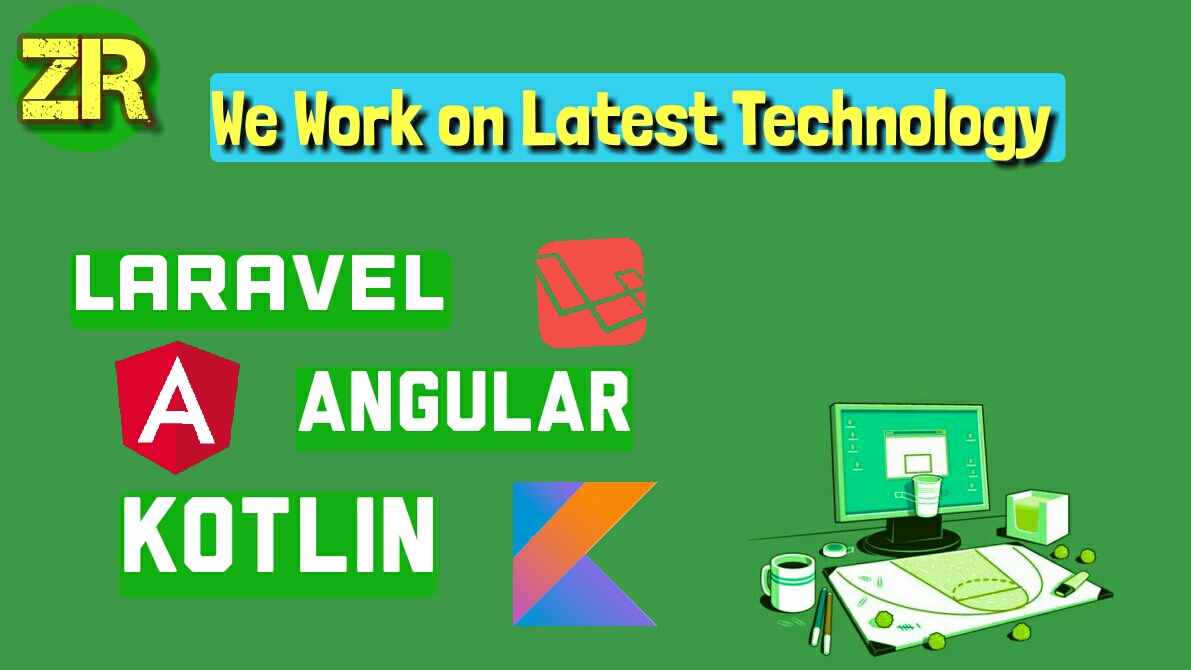 ZR
We Work on Latest Technology
LARAVEL
A
ANGULAR
KOTLIN